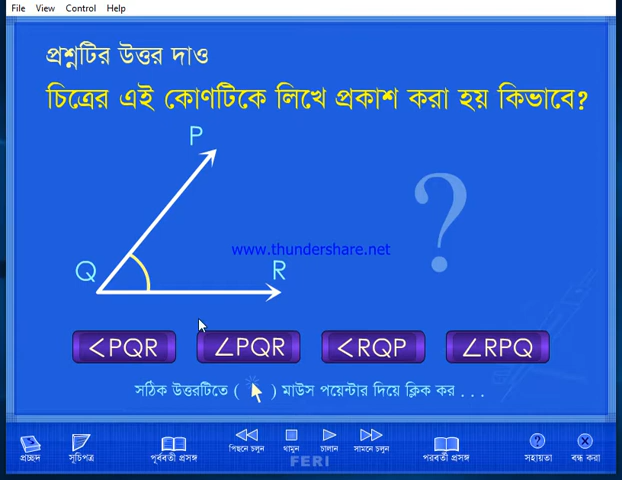 File View Control Help
প্রশ্নটির উত্তর দাও
চিত্রের এই কোণটিকে লিখে প্রকাশ করা হয় কিভাবে?
P
?
www.thundershare.net
Q
R
<PQR ∠PQR <RQP ∠RPQ
সঠিক উত্তরটিতে ( ) মাউস পয়েন্টার দিয়ে ক্লিক কর . . .
প্রচ্ছদ সূচিপত্র পূর্ববর্তী প্রসঙ্গ পিছনে চলুন থামুন চালান সামনে চলুন পরবর্তী প্রসঙ্গ সহায়তা বন্ধ করা
FERI